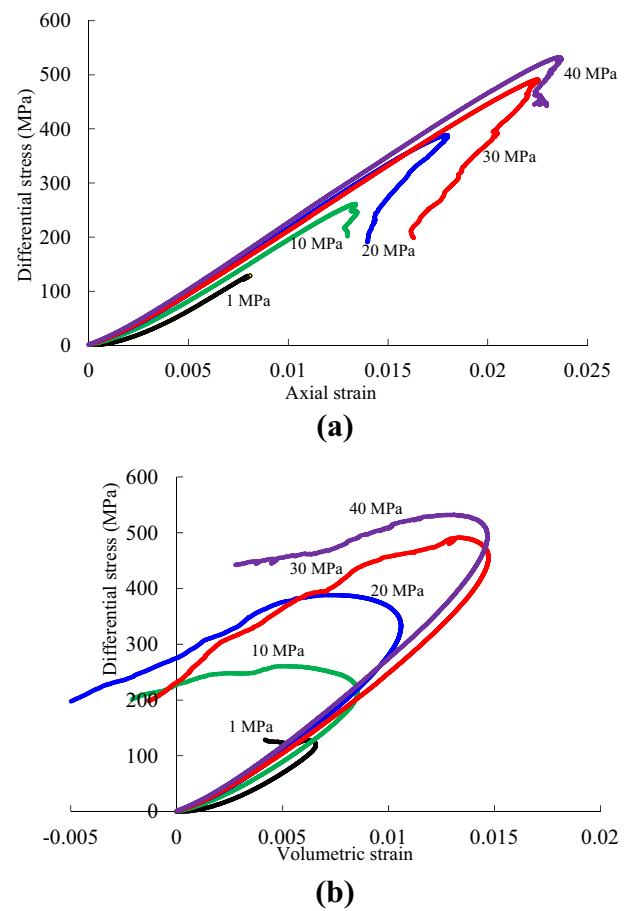 600
500
400
300
200
100
0
Differential stress (MPa)
40 MPa
30 MPa
20 MPa
10 MPa
1 MPa
0 0.005 0.01 0.015 0.02 0.025
Axial strain
(a)
600
500
400
300
200
100
0
Differential stress (MPa)
40 MPa
30 MPa
20 MPa
10 MPa
1 MPa
-0.005 0 0.005 0.01 0.015 0.02
Volumetric strain
(b)